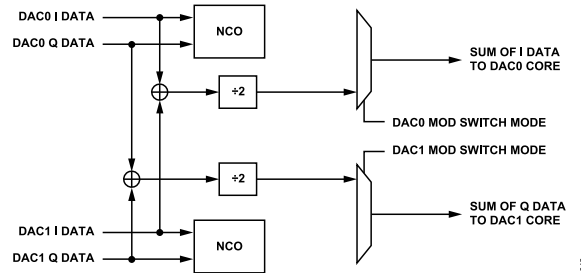 DAC0 I DATA
DAC0 Q DATA
NCO
÷2
SUM OF I DATA
TO DAC0 CORE
DAC0 MOD SWITCH MODE
DAC1 MOD SWITCH MODE
÷2
SUM OF Q DATA
TO DAC1 CORE
DAC1 I DATA
DAC1 Q DATA
NCO